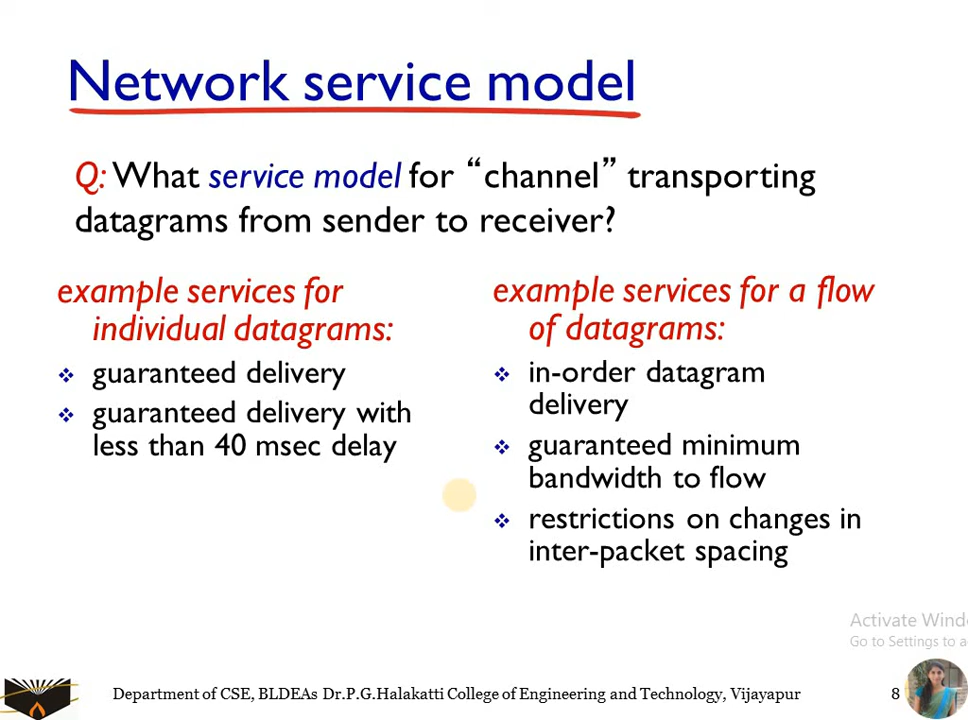 Network service model
Q: What service model for “channel” transporting
datagrams from sender to receiver?
example services for
individual datagrams:
guaranteed delivery
guaranteed delivery with
less than 40 msec delay
example services for a flow
of datagrams:
in-order datagram
delivery
guaranteed minimum
bandwidth to flow
restrictions on changes in
inter-packet spacing
Activate Wind
Go to Settings to a
Department of CSE, BLDEAs Dr.P.G.Halakatti College of Engineering and Technology, Vijayapur
8